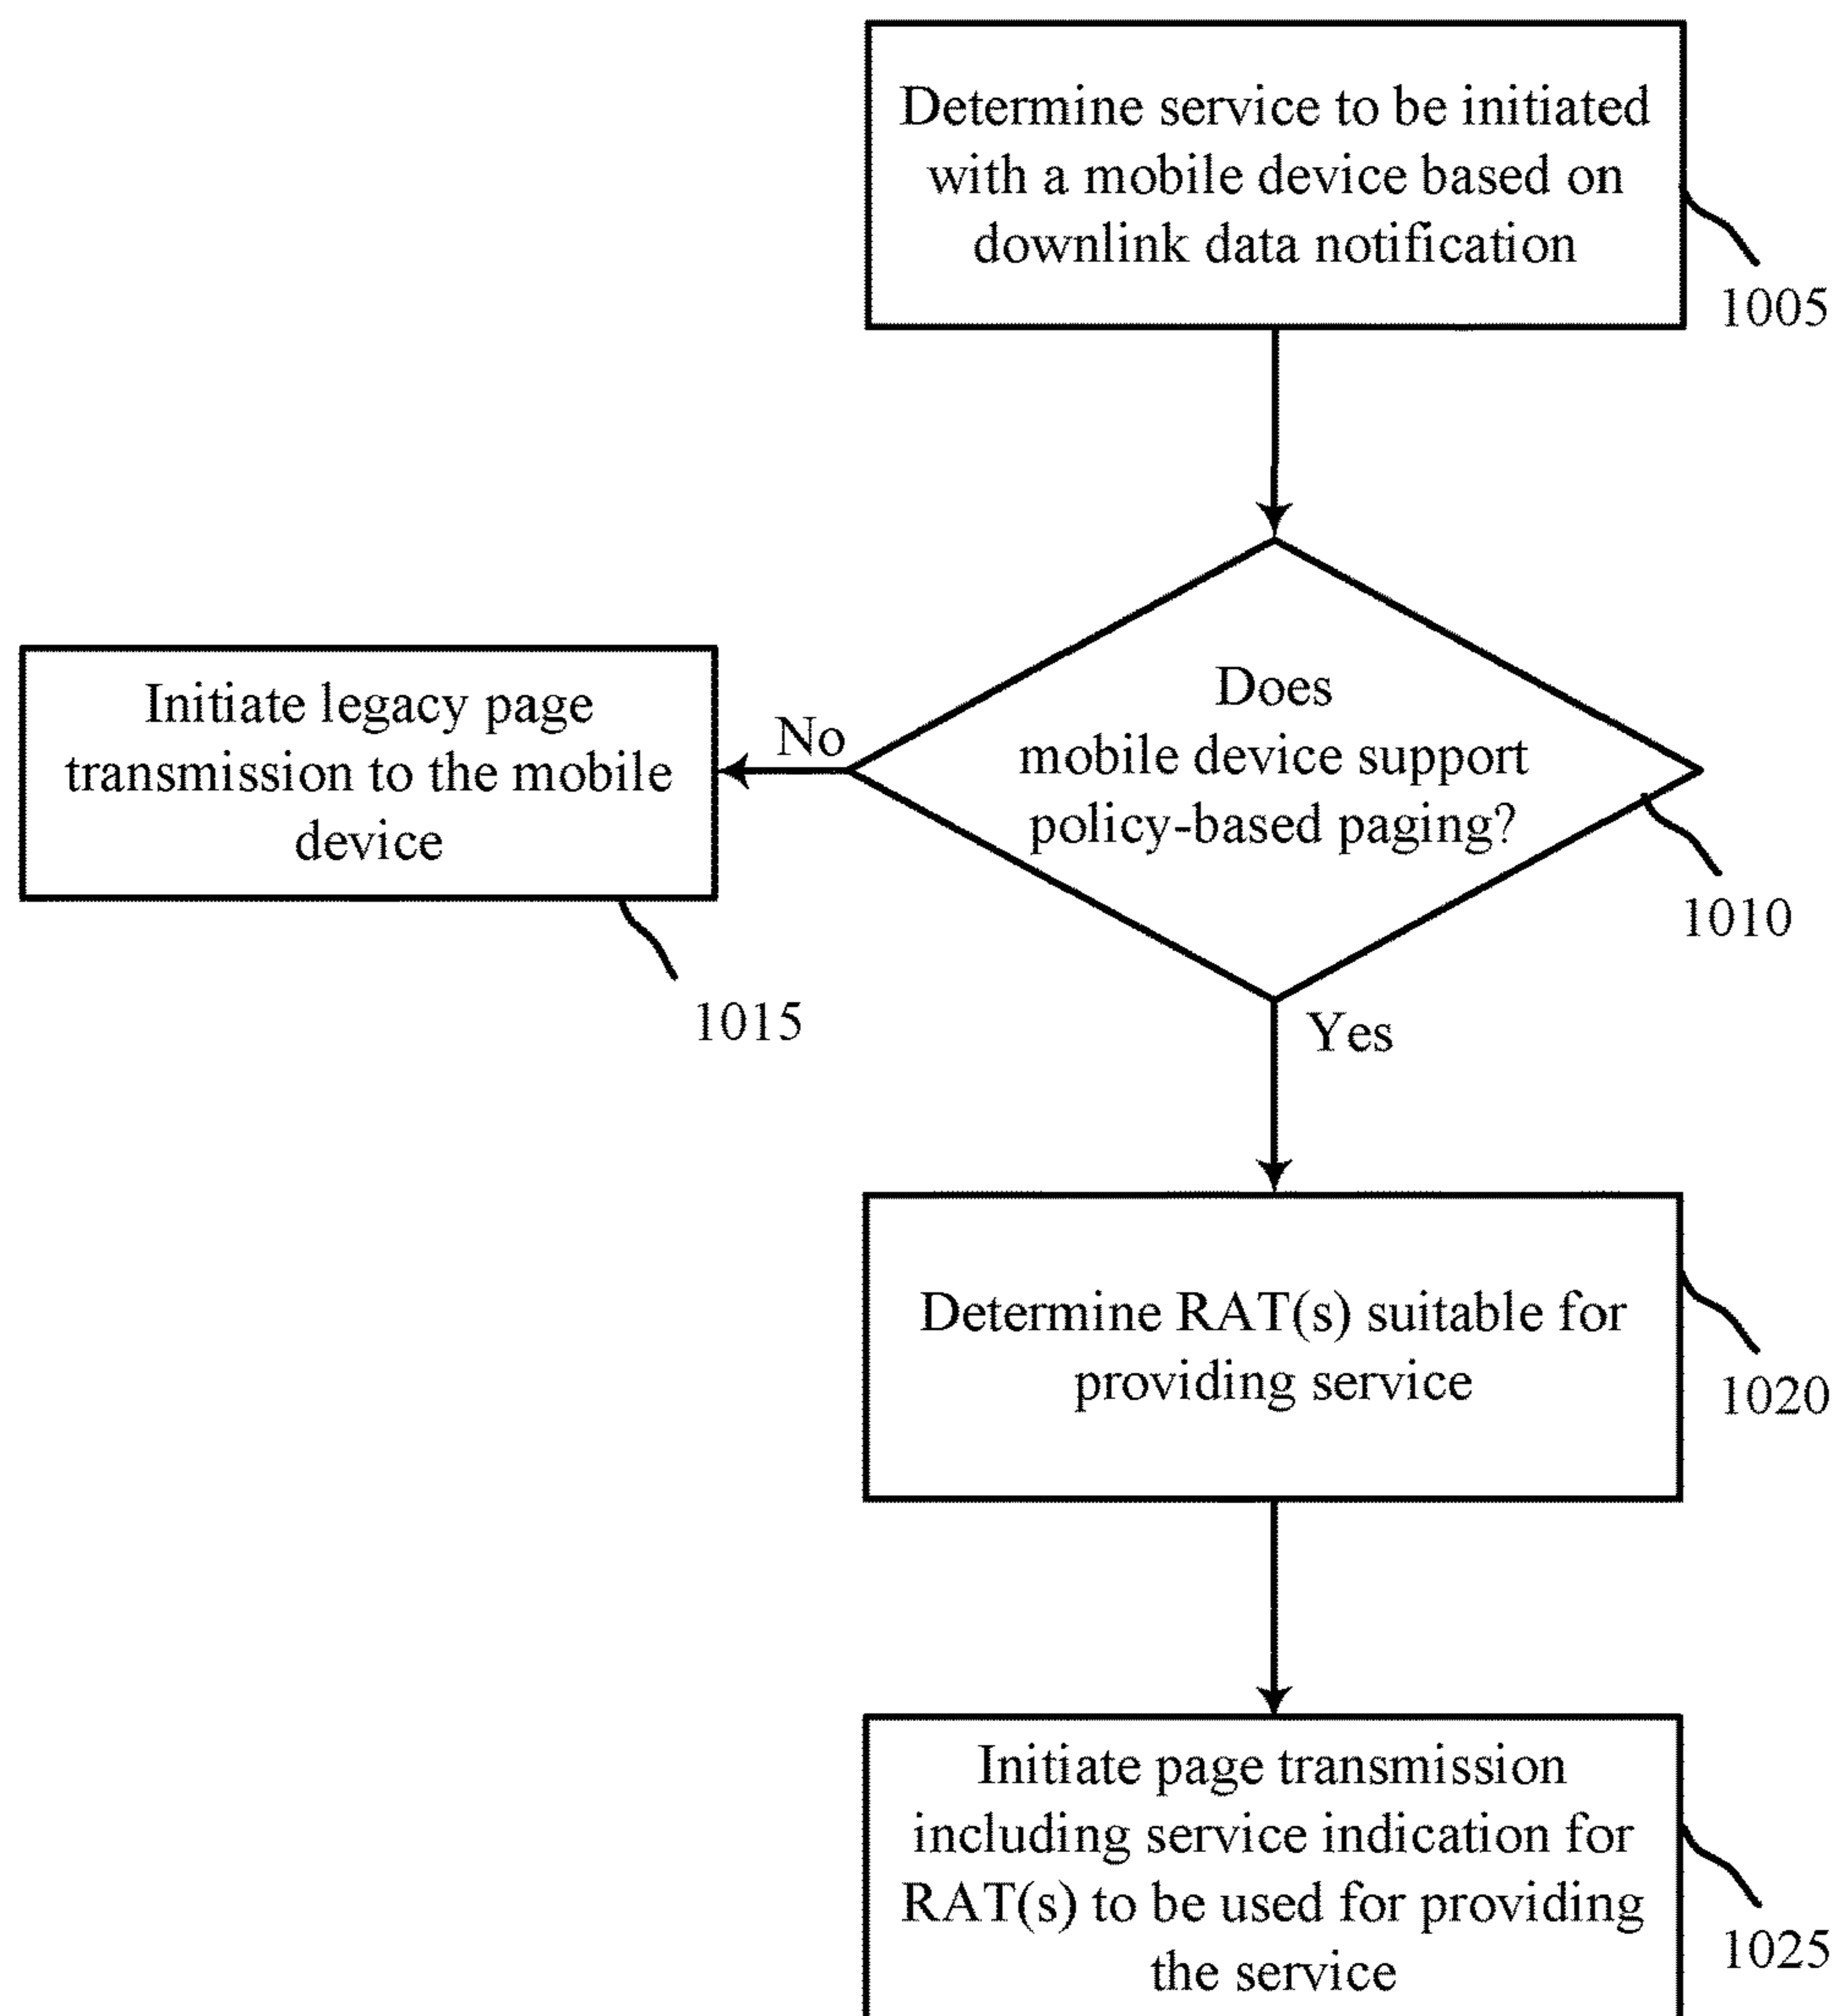 Determine service to be initiated
with a mobile device based on
downlink data notification
1005
Does
mobile device support
policy-based paging?
1010
No
Initiate legacy page
transmission to the mobile
device
1015
Yes
Determine RAT(s) suitable for
providing service
1020
Initiate page transmission
including service indication for
RAT(s) to be used for providing
the service
1025